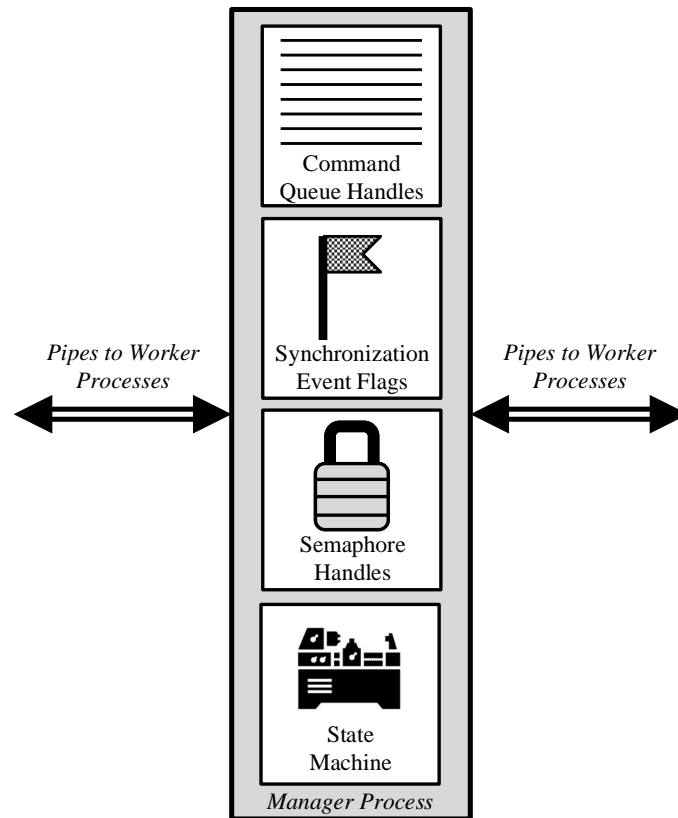 Command
Queue Handles
Synchronization
Event Flags
Pipes to Worker
Processes
Pipes to Worker
Processes
Semaphore
Handles
State
Machine
Manager Process